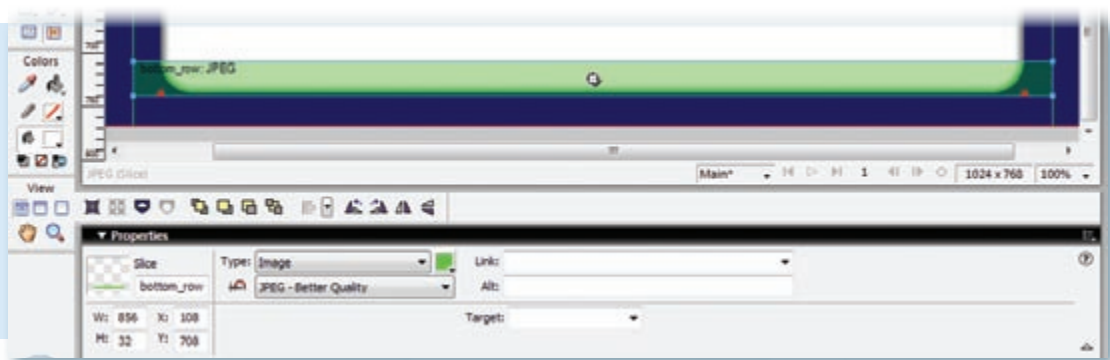 Colors
bottom_row: JPEG
JPEG (Slice)
Main*
1
1024 x 768
100%
View
Properties
Slice
Type: Image
Link:
bottom_row
JPEG - Better Quality
Alt:
W: 856 X: 108
Target:
H: 32 Y: 708